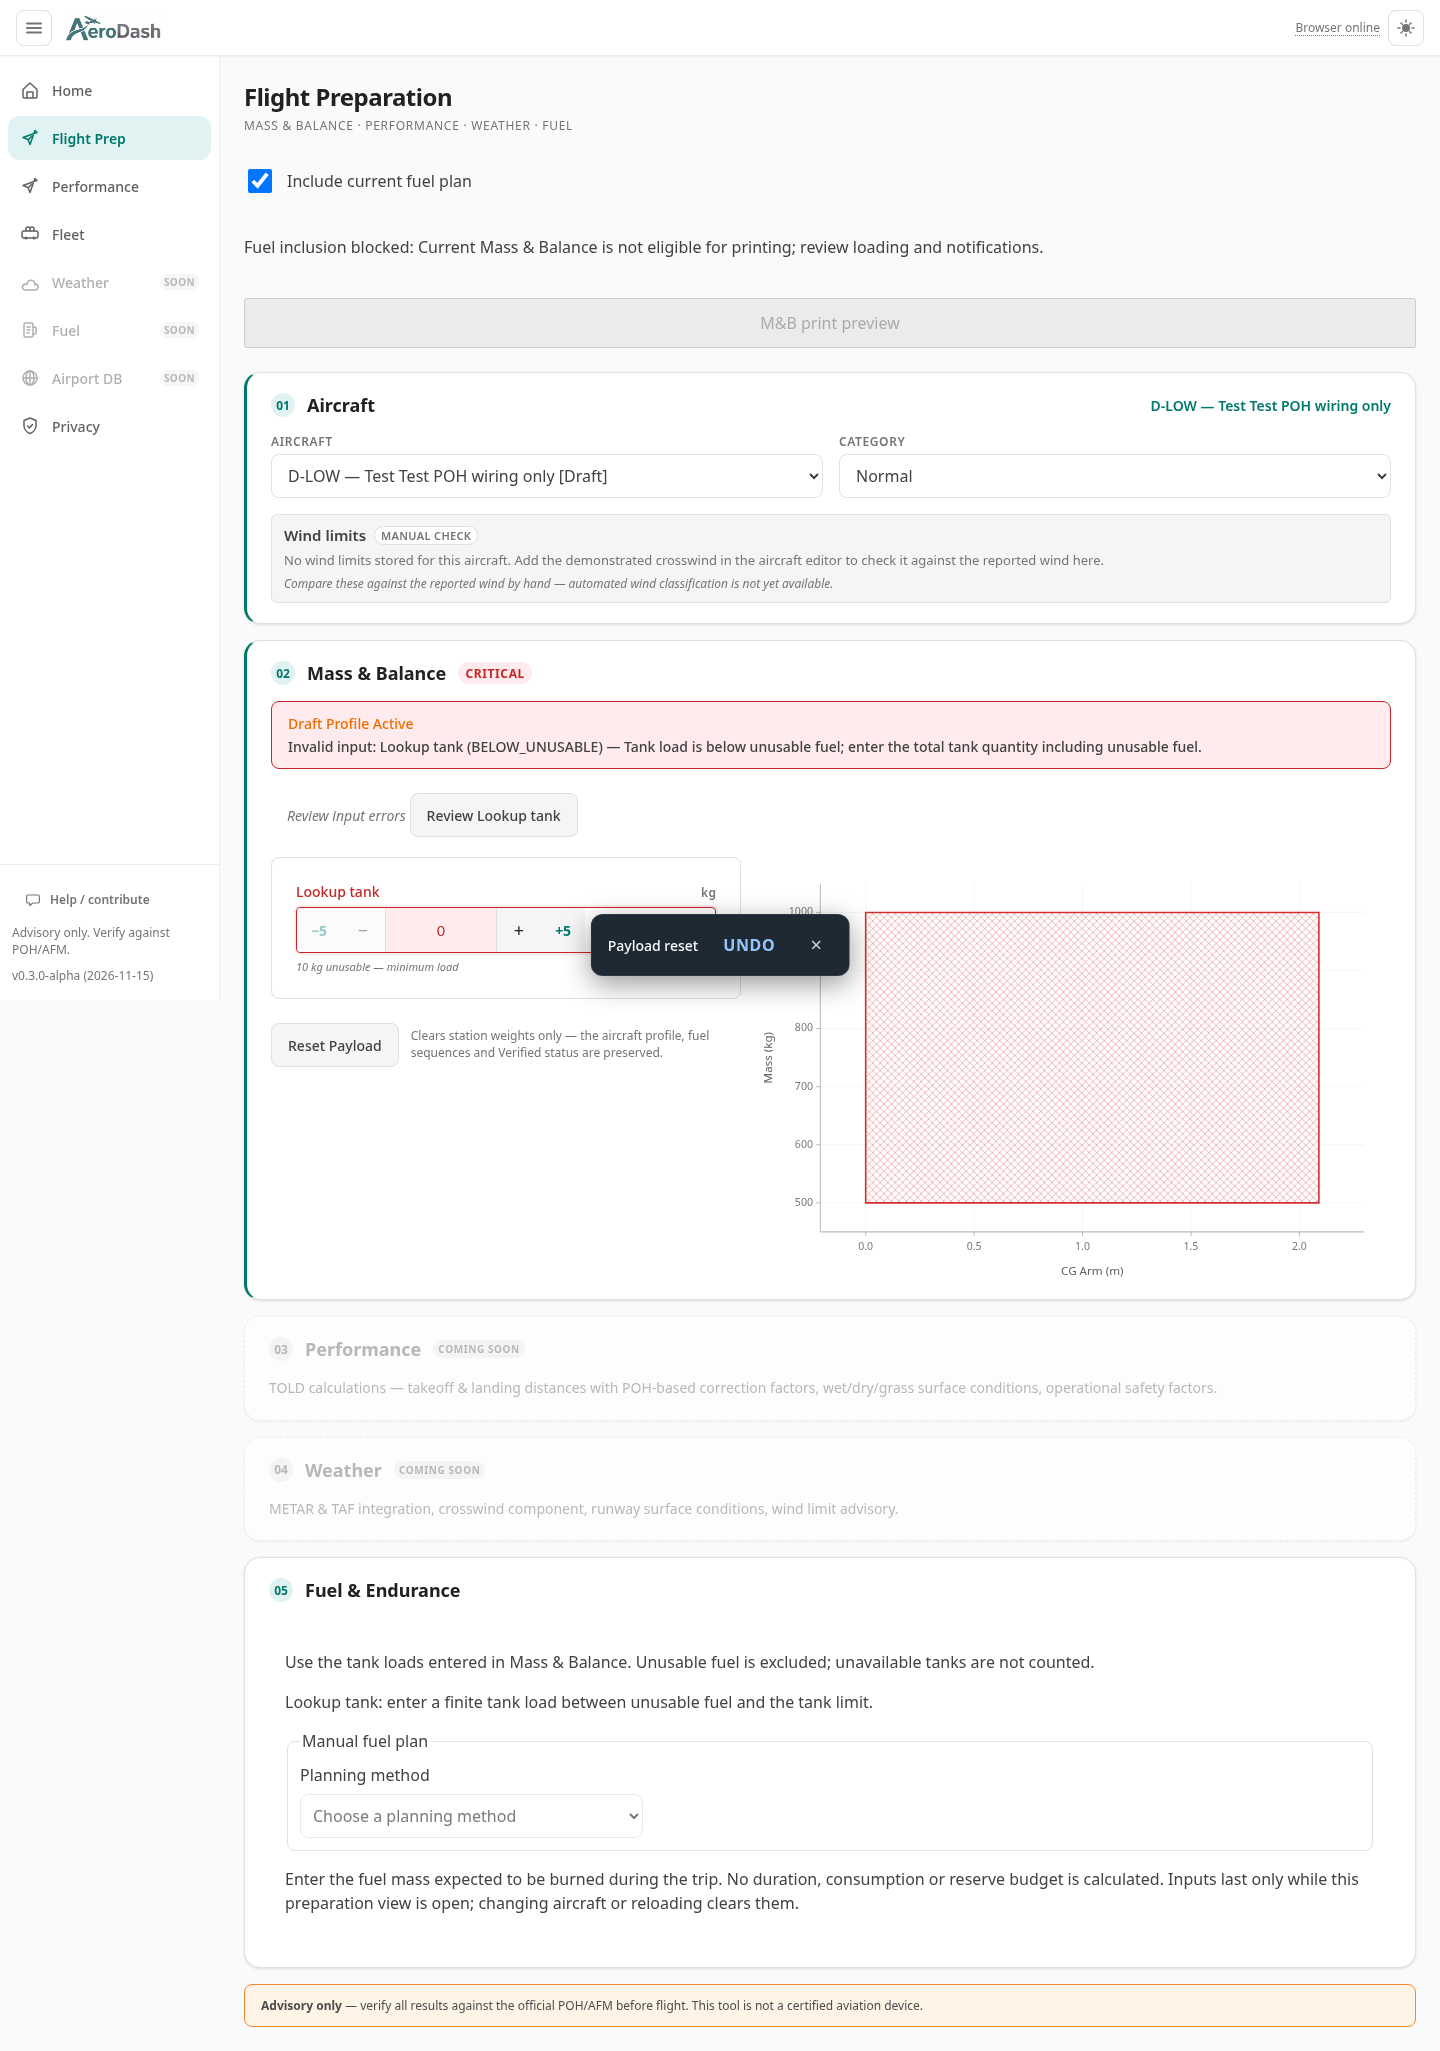 AeroDash
Browser online
Home
Flight Prep
Performance
Fleet
Weather SOON
Fuel SOON
Airport DB SOON
Privacy
Help / contribute
Advisory only. Verify against
POH/AFM.
v0.3.0-alpha (2026-11-15)
Flight Preparation
MASS & BALANCE · PERFORMANCE · WEATHER · FUEL
Include current fuel plan
Fuel inclusion blocked: Current Mass & Balance is not eligible for printing; review loading and notifications.
M&B print preview
01 Aircraft
D-LOW — Test Test POH wiring only
AIRCRAFT
CATEGORY
D-LOW — Test Test POH wiring only [Draft]
Normal
Wind limits MANUAL CHECK
No wind limits stored for this aircraft. Add the demonstrated crosswind in the aircraft editor to check it against the reported wind here.
Compare these against the reported wind by hand — automated wind classification is not yet available.
02 Mass & Balance CRITICAL
Draft Profile Active
Invalid input: Lookup tank (BELOW_UNUSABLE) — Tank load is below unusable fuel; enter the total tank quantity including unusable fuel.
Review input errors Review Lookup tank
Lookup tank kg
−5 − 0 + +5
10 kg unusable — minimum load
Payload reset UNDO ×
Reset Payload
Clears station weights only — the aircraft profile, fuel
sequences and Verified status are preserved.
Mass (kg)
1000
800
700
600
500
0.0 0.5 1.0 1.5 2.0
CG Arm (m)
03 Performance COMING SOON
TOLD calculations — takeoff & landing distances with POH-based correction factors, wet/dry/grass surface conditions, operational safety factors.
04 Weather COMING SOON
METAR & TAF integration, crosswind component, runway surface conditions, wind limit advisory.
05 Fuel & Endurance
Use the tank loads entered in Mass & Balance. Unusable fuel is excluded; unavailable tanks are not counted.
Lookup tank: enter a finite tank load between unusable fuel and the tank limit.
Manual fuel plan
Planning method
Choose a planning method
Enter the fuel mass expected to be burned during the trip. No duration, consumption or reserve budget is calculated. Inputs last only while this
preparation view is open; changing aircraft or reloading clears them.
Advisory only — verify all results against the official POH/AFM before flight. This tool is not a certified aviation device.